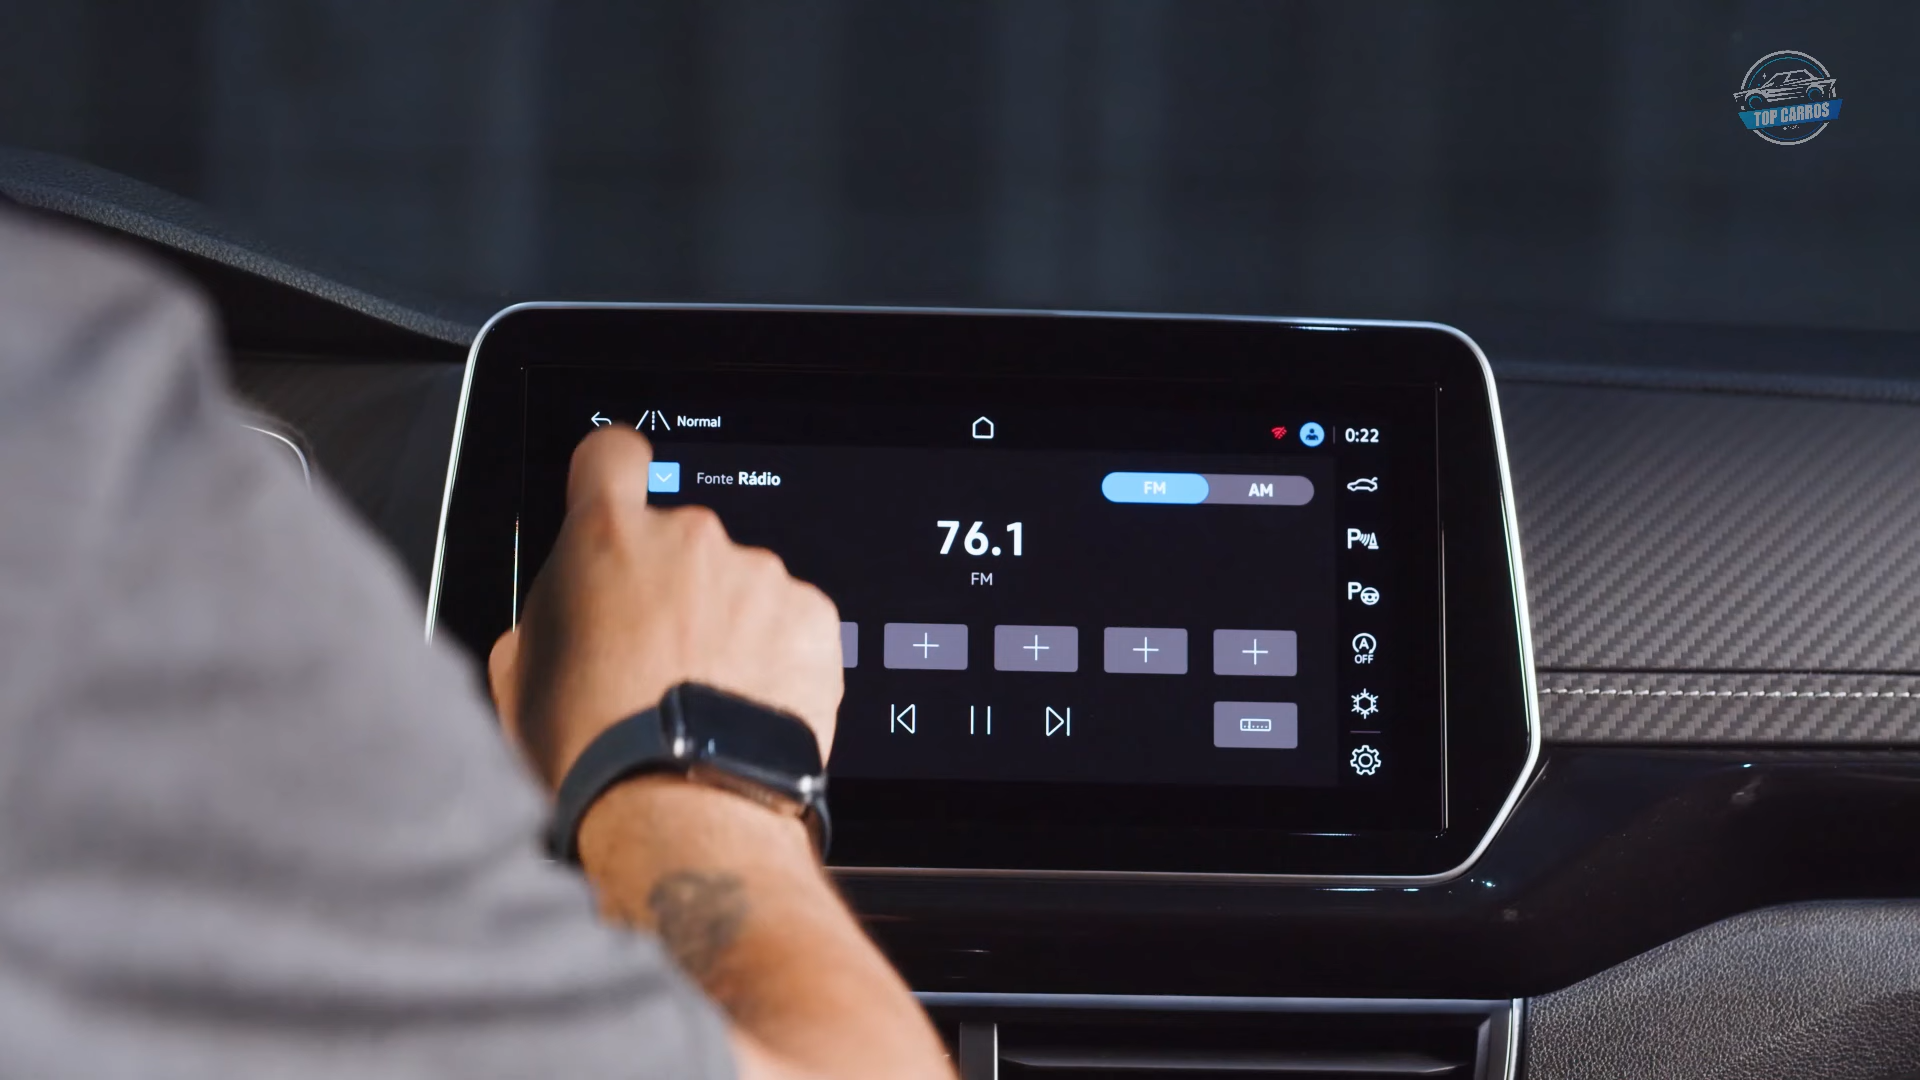 TOP CARROS
Normal
0:22
Fonte Rádio
FM
AM
76.1
FM
P
P
A
OFF